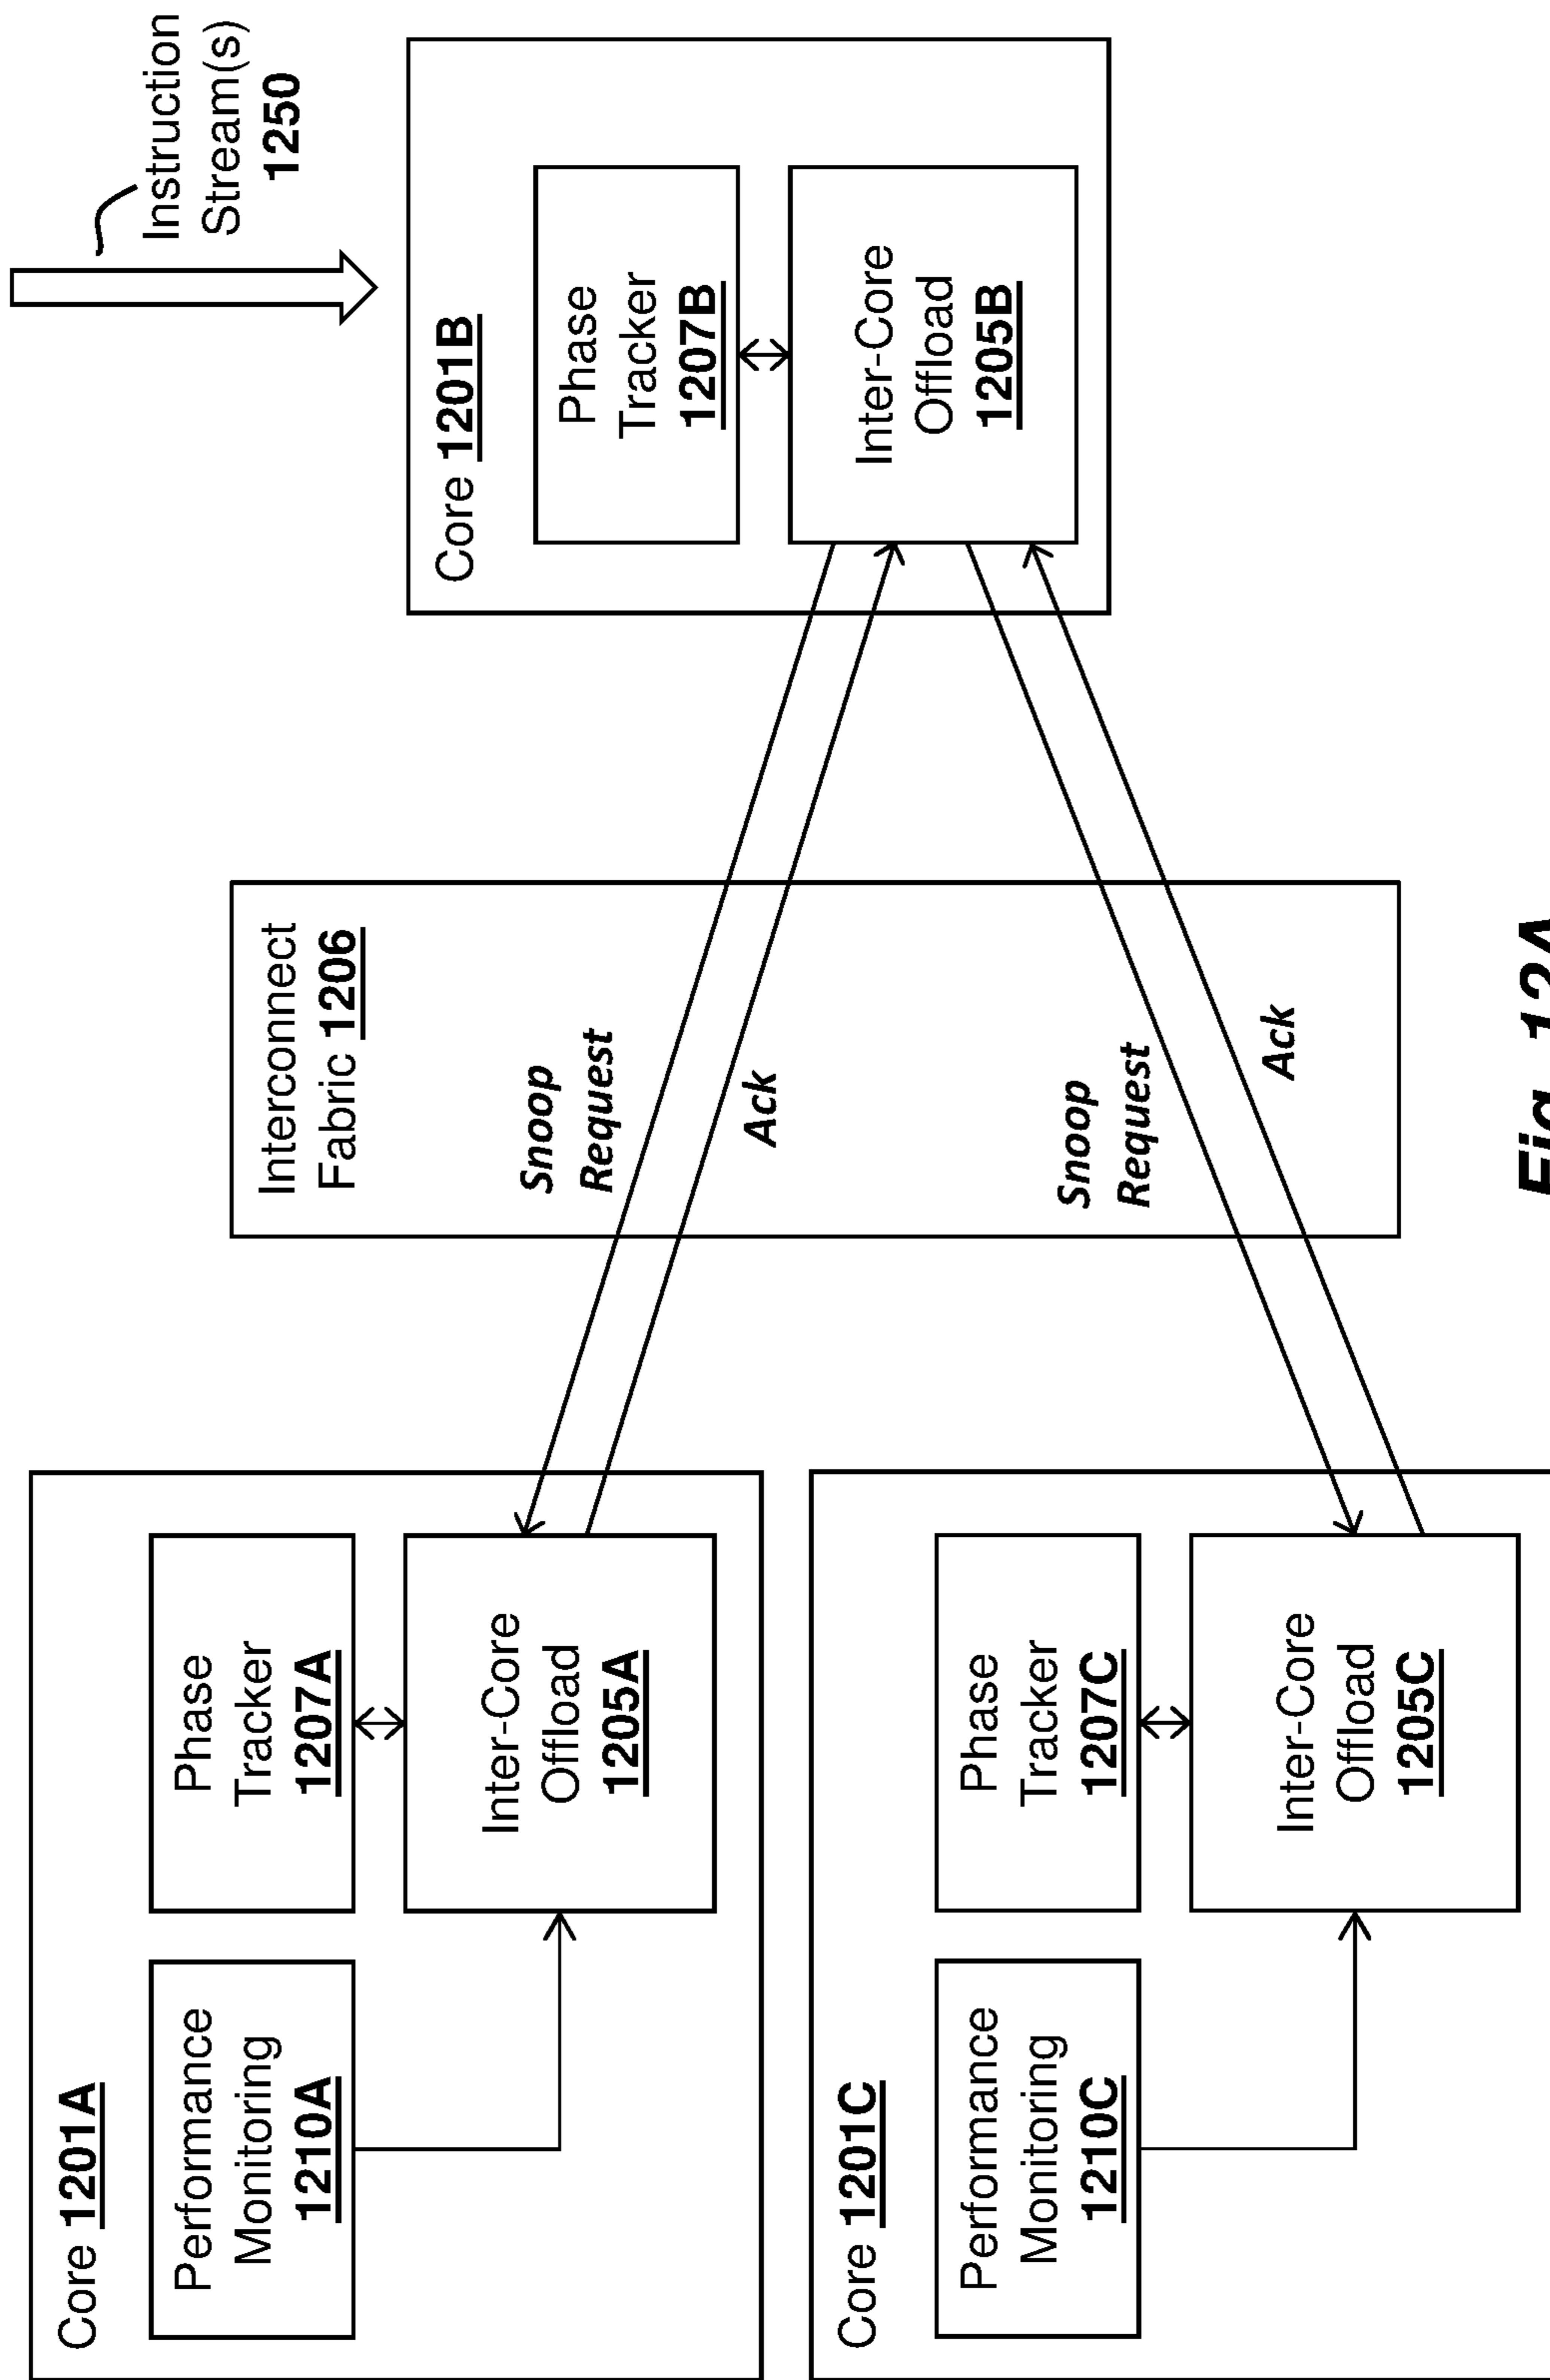 Core 1201A
Performance
Monitoring
1210A
Phase
Tracker
1207A
Inter-Core
Offload
1205A
Core 1201C
Performance
Monitoring
1210C
Phase
Tracker
1207C
Inter-Core
Offload
1205C
Interconnect
Fabric 1206
Snoop
Request
Ack
Snoop
Request
Ack
Instruction
Stream(s)
1250
Core 1201B
Phase
Tracker
1207B
Inter-Core
Offload
1205B
Fig. 12A